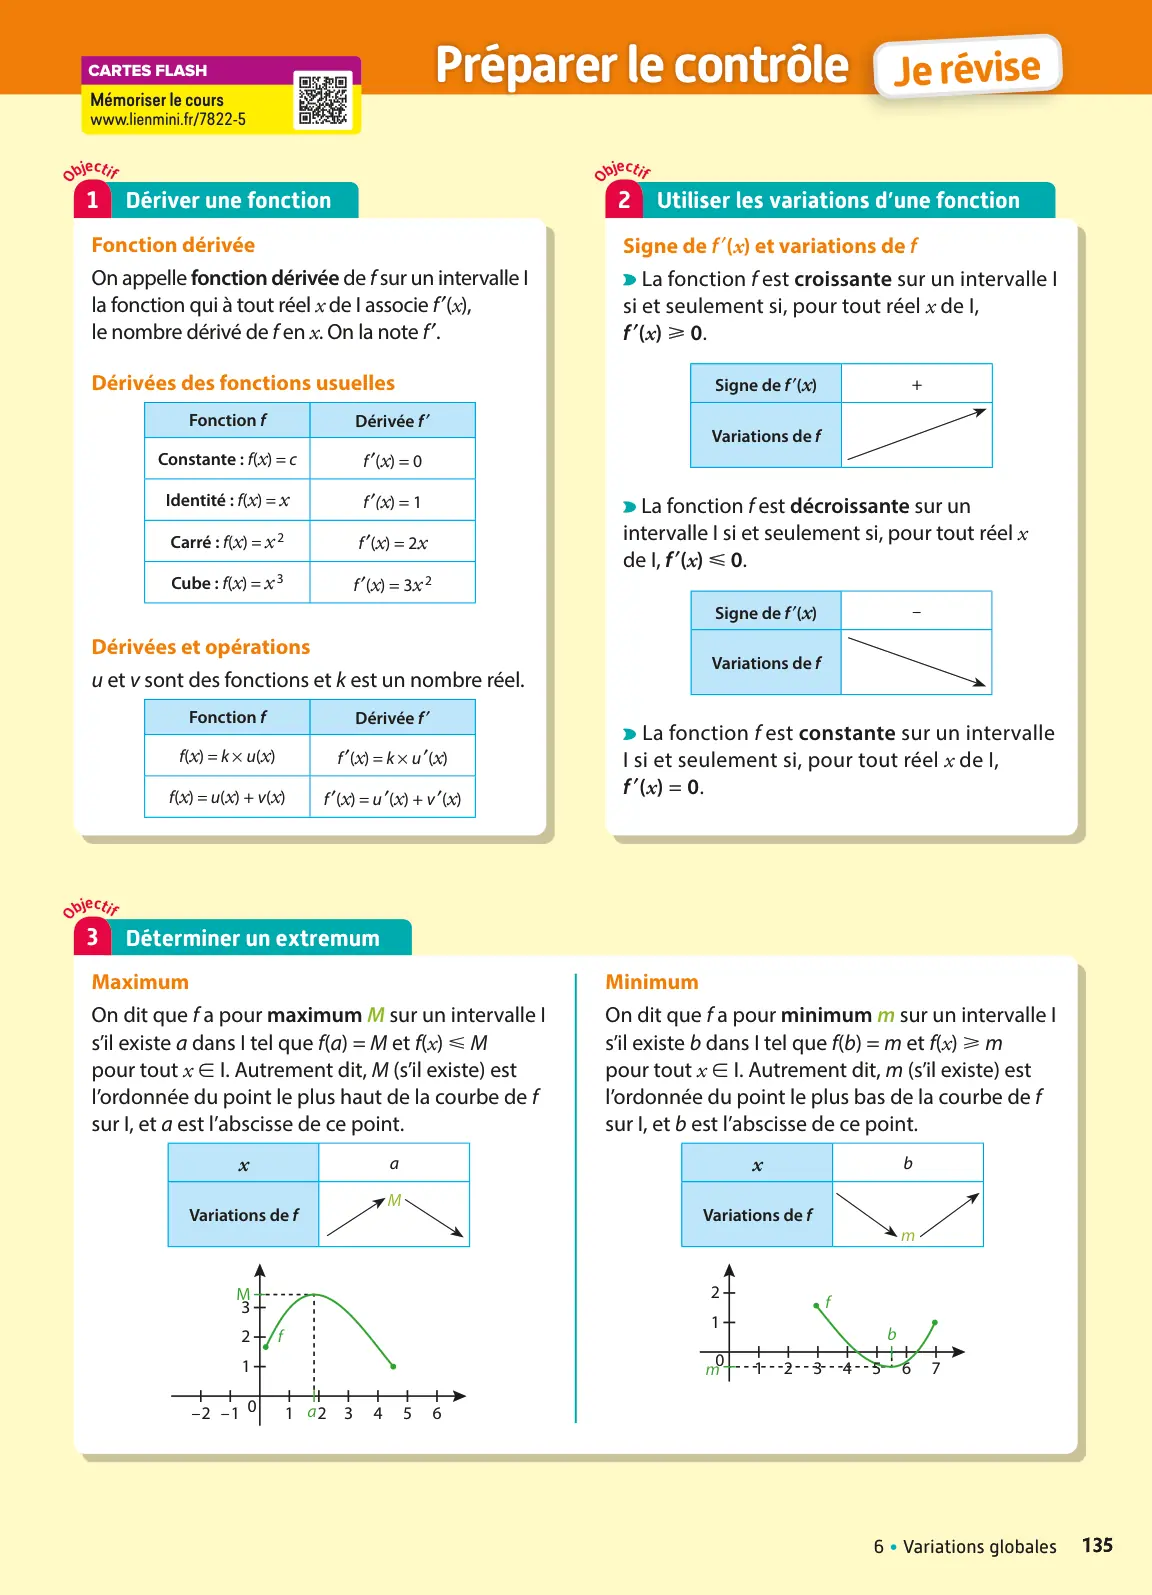 Préparer le contrôle
Je révise
CARTES FLASH
Mémoriser le cours
www.lienmini.fr/7822-5
Objectif
1 Dériver une fonction
Fonction dérivée
On appelle fonction dérivée de f sur un intervalle I
la fonction qui à tout réel x de I associe f′(x),
le nombre dérivé de f en x. On la note f′.
Dérivées des fonctions usuelles
Fonction f Dérivée f′
Constante : f(x) = c f′(x) = 0
Identité : f(x) = x f′(x) = 1
Carré : f(x) = x² f′(x) = 2x
Cube : f(x) = x³ f′(x) = 3x²
Dérivées et opérations
u et v sont des fonctions et k est un nombre réel.
Fonction f Dérivée f′
f(x) = k × u(x) f′(x) = k × u′(x)
f(x) = u(x) + v(x) f′(x) = u′(x) + v′(x)
Objectif
2 Utiliser les variations d’une fonction
Signe de f′(x) et variations de f
La fonction f est croissante sur un intervalle I
si et seulement si, pour tout réel x de I,
f′(x) ⩾ 0.
Signe de f′(x) +
Variations de f
La fonction f est décroissante sur un
intervalle I si et seulement si, pour tout réel x
de I, f′(x) ⩽ 0.
Signe de f′(x) –
Variations de f
La fonction f est constante sur un intervalle
I si et seulement si, pour tout réel x de I,
f′(x) = 0.
Objectif
3 Déterminer un extremum
Maximum
On dit que f a pour maximum M sur un intervalle I
s’il existe a dans I tel que f(a) = M et f(x) ⩽ M
pour tout x ∈ I. Autrement dit, M (s’il existe) est
l’ordonnée du point le plus haut de la courbe de f
sur I, et a est l’abscisse de ce point.
x a
Variations de f M
M
3
2 f
1
–2 –1 0 1 a 2 3 4 5 6
Minimum
On dit que f a pour minimum m sur un intervalle I
s’il existe b dans I tel que f(b) = m et f(x) ⩾ m
pour tout x ∈ I. Autrement dit, m (s’il existe) est
l’ordonnée du point le plus bas de la courbe de f
sur I, et b est l’abscisse de ce point.
x b
Variations de f m
2 f
1 b
0
m 1 2 3 4 5 6 7
6 • Variations globales 135